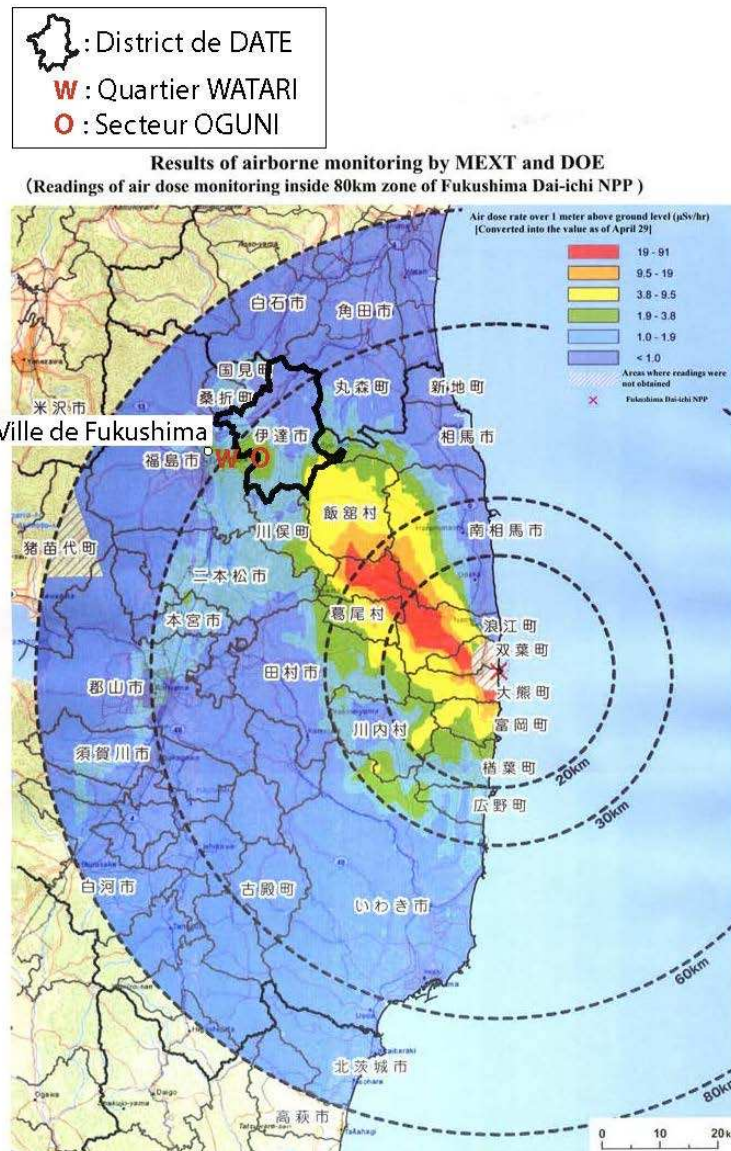 : District de DATE
W : Quartier WATARI
O : Secteur OGUNI
Results of airborne monitoring by MEXT and DOE
(Readings of air dose monitoring inside 80km zone of Fukushima Dai-ichi NPP )
Air dose rate over 1 meter above ground level (μSv/hr)
[Converted into the value as of April 29]
19 - 91
9.5 - 19
3.8 - 9.5
1.9 - 3.8
1.0 - 1.9
< 1.0
Areas where readings were
not obtained
Fukushima Dai-ichi NPP
白石市
角田市
国見町
丸森町
新地町
桑折町
米沢市
Ville de Fukushima
伊達市
相馬市
福島市
W O
飯舘村
猪苗代町
川俣町
南相馬市
二本松市
本宮市
葛尾村
浪江町
双葉町
田村市
郡山市
大熊町
川内村
富岡町
須賀川市
楢葉町
20km
広野町
30km
白河市
古殿町
いわき市
60km
北茨城市
80km
Ogawa
Daigo
高萩市
Takahagi
0 10 20k